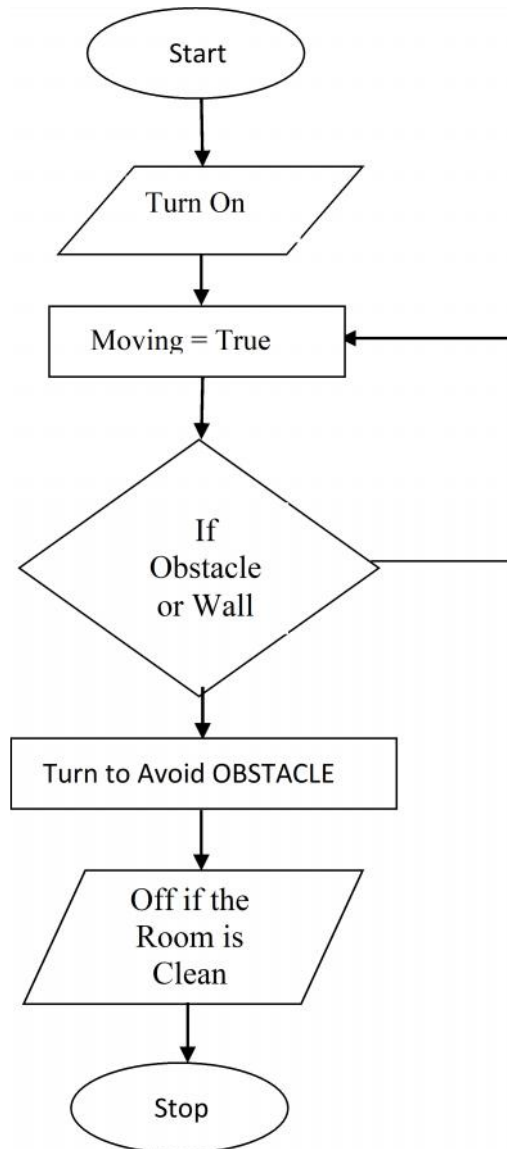 Start
Turn On
Moving = True
If
Obstacle
or Wall
Turn to Avoid OBSTACLE
Off if the
Room is
Clean
Stop